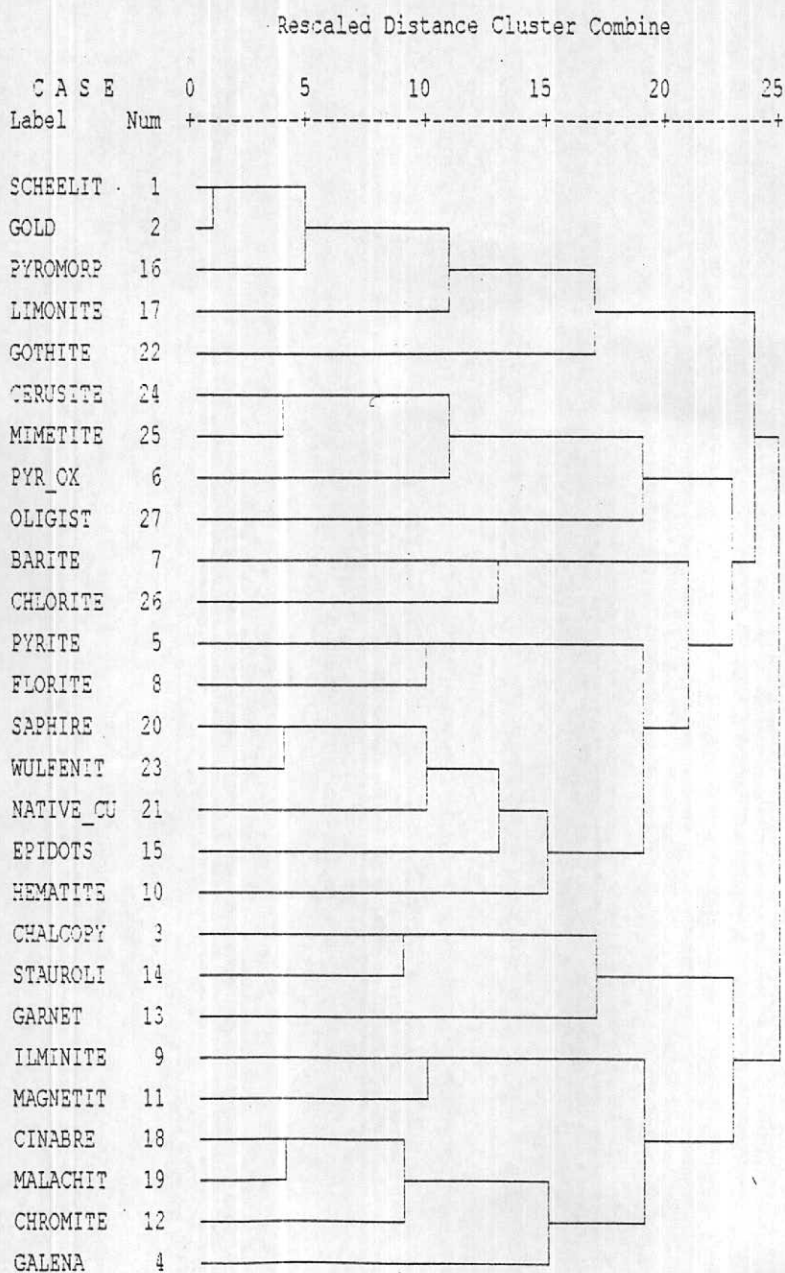 Rescaled Distance Cluster Combine
C A S E 0 5 10 15 20 25
Label Num +---------+---------+---------+---------+---------+
SCHEELIT 1
GOLD 2
PYROMORP 16
LIMONITE 17
GOTHITE 22
CERUSITE 24
MIMETITE 25
PYR_OX 6
OLIGIST 27
BARITE 7
CHLORITE 26
PYRITE 5
FLORITE 8
SAPHIRE 20
WULFENIT 23
NATIVE_CU 21
EPIDOTS 15
HEMATITE 10
CHALCOPY 3
STAUROLI 14
GARNET 13
ILMINITE 9
MAGNETIT 11
CINABRE 18
MALACHIT 19
CHROMITE 12
GALENA 4